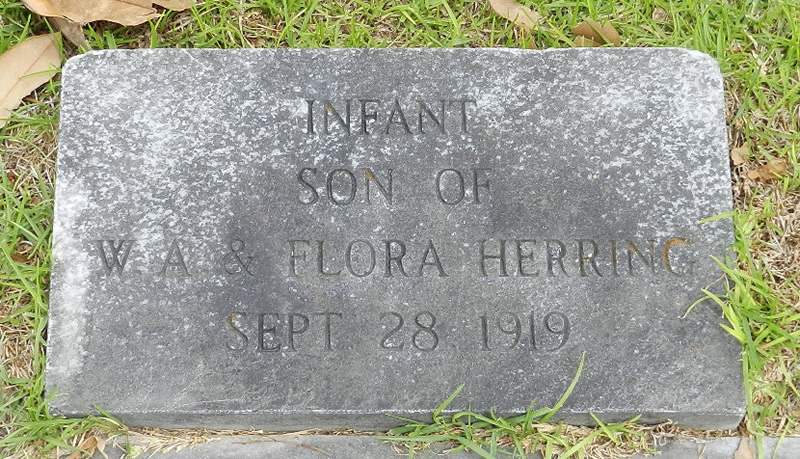 INFANT
SON OF
W. A. & FLORA HERRING
SEPT. 28, 1919